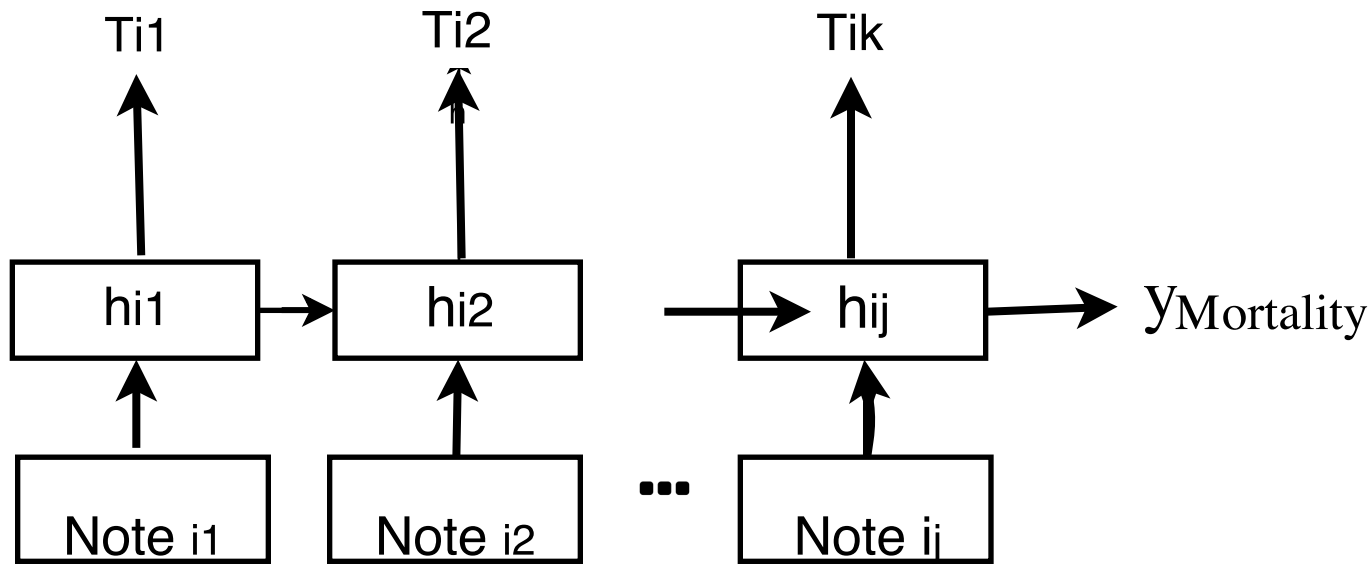 Ti1
Ti2
Tik
hi1
hi2
hij
yMortality
Note i1
Note i2
...
Note ij